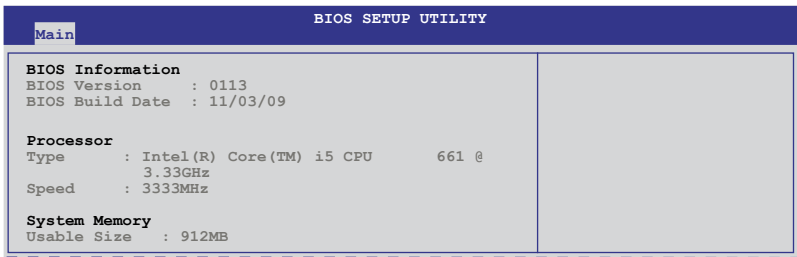 BIOS SETUP UTILITY
Main
BIOS Information
BIOS Version : 0113
BIOS Build Date : 11/03/09
Processor
Type : Intel(R) Core(TM) i5 CPU 661 @
3.33GHz
Speed : 3333MHz
System Memory
Usable Size : 912MB